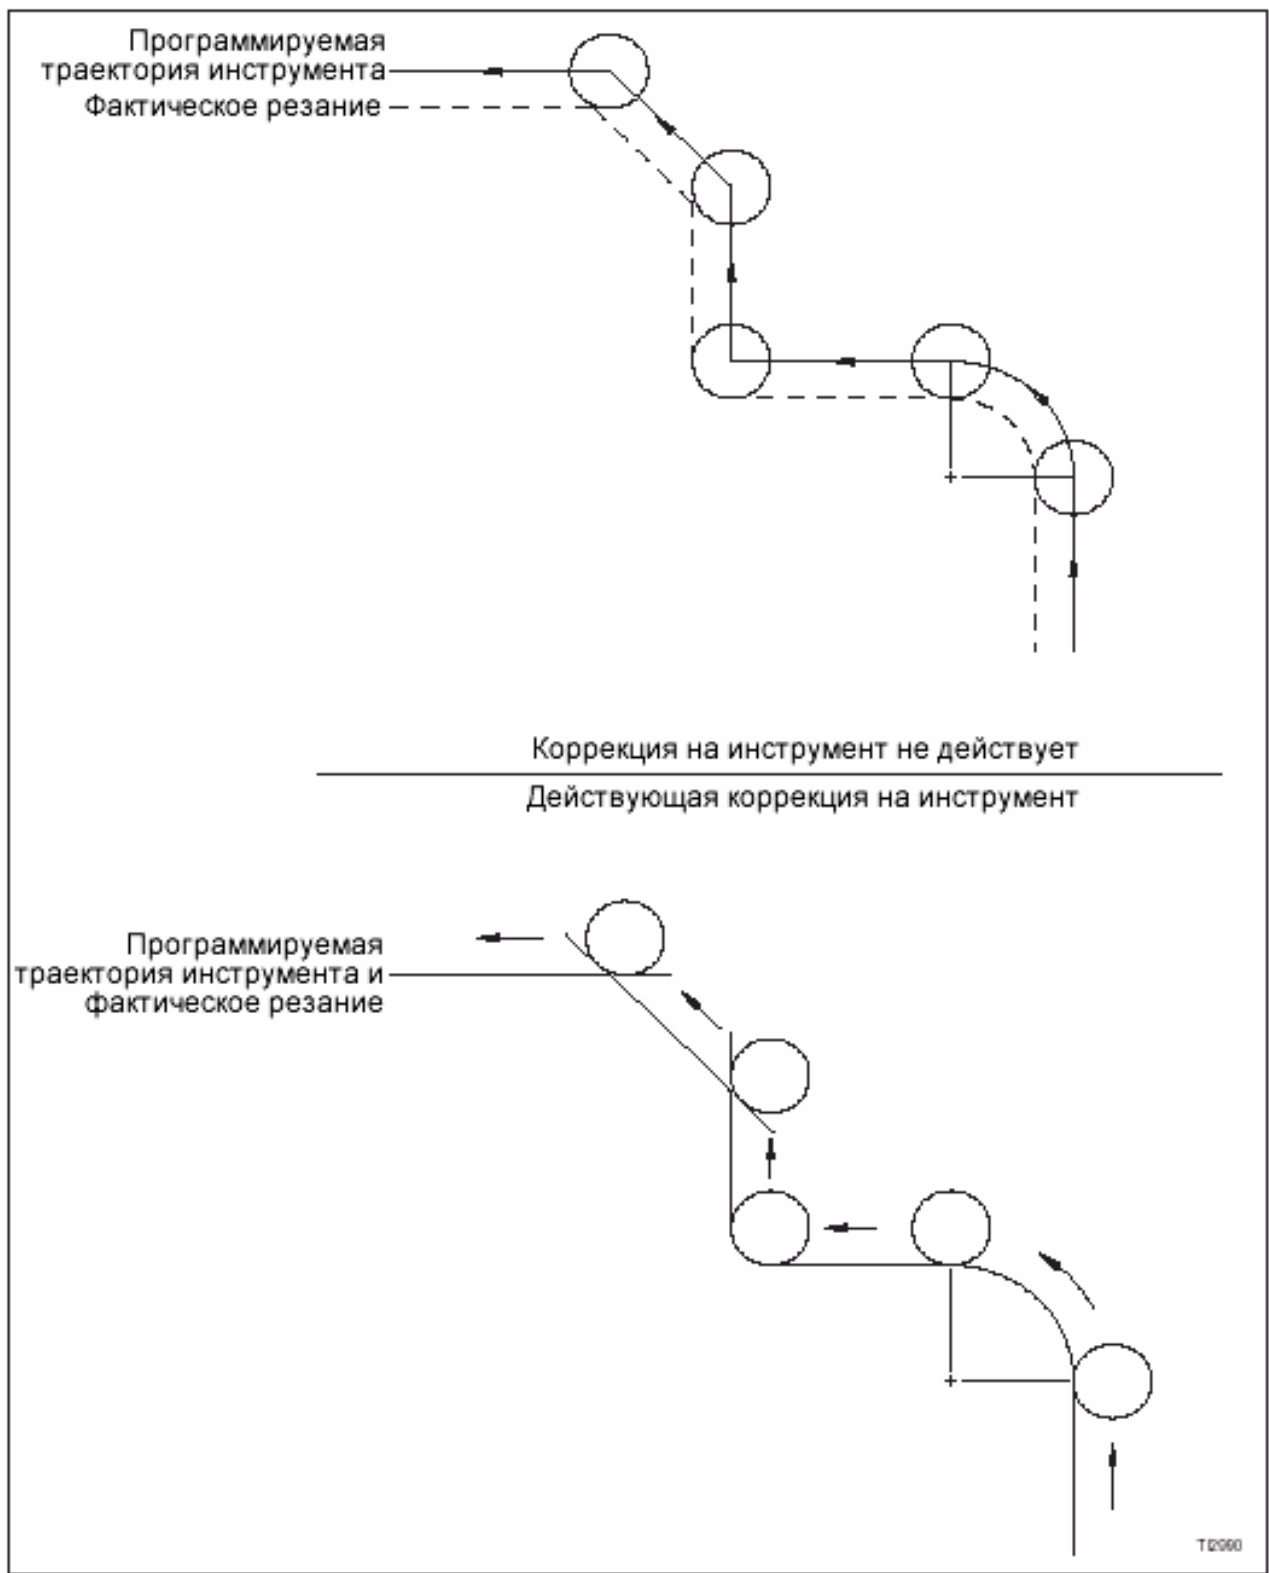 Программируемая
траектория инструмента
Фактическое резание
Коррекция на инструмент не действует
Действующая коррекция на инструмент
Программируемая
траектория инструмента и
фактическое резание